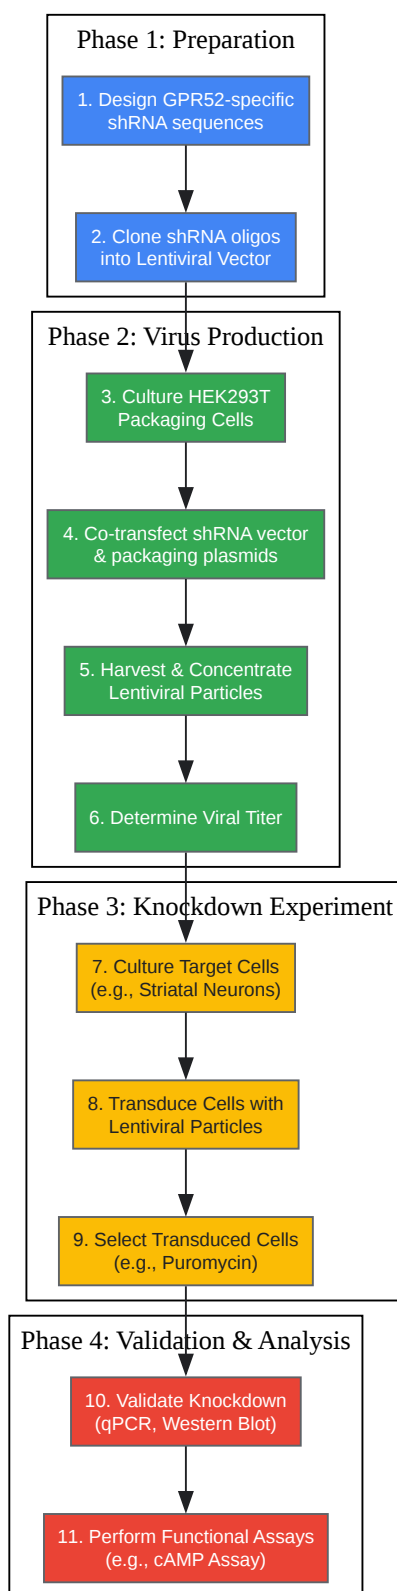 Phase 1: Preparation
1. Design GPR52-specific
shRNA sequences
2. Clone shRNA oligos
into Lentiviral Vector
Phase 2: Virus Production
3. Culture HEK293T
Packaging Cells
4. Co-transfect shRNA vector
& packaging plasmids
5. Harvest & Concentrate
Lentiviral Particles
6. Determine Viral Titer
Phase 3: Knockdown Experiment
7. Culture Target Cells
(e.g., Striatal Neurons)
8. Transduce Cells with
Lentiviral Particles
9. Select Transduced Cells
(e.g., Puromycin)
Phase 4: Validation & Analysis
10. Validate Knockdown
(qPCR, Western Blot)
11. Perform Functional Assays
(e.g., cAMP Assay)